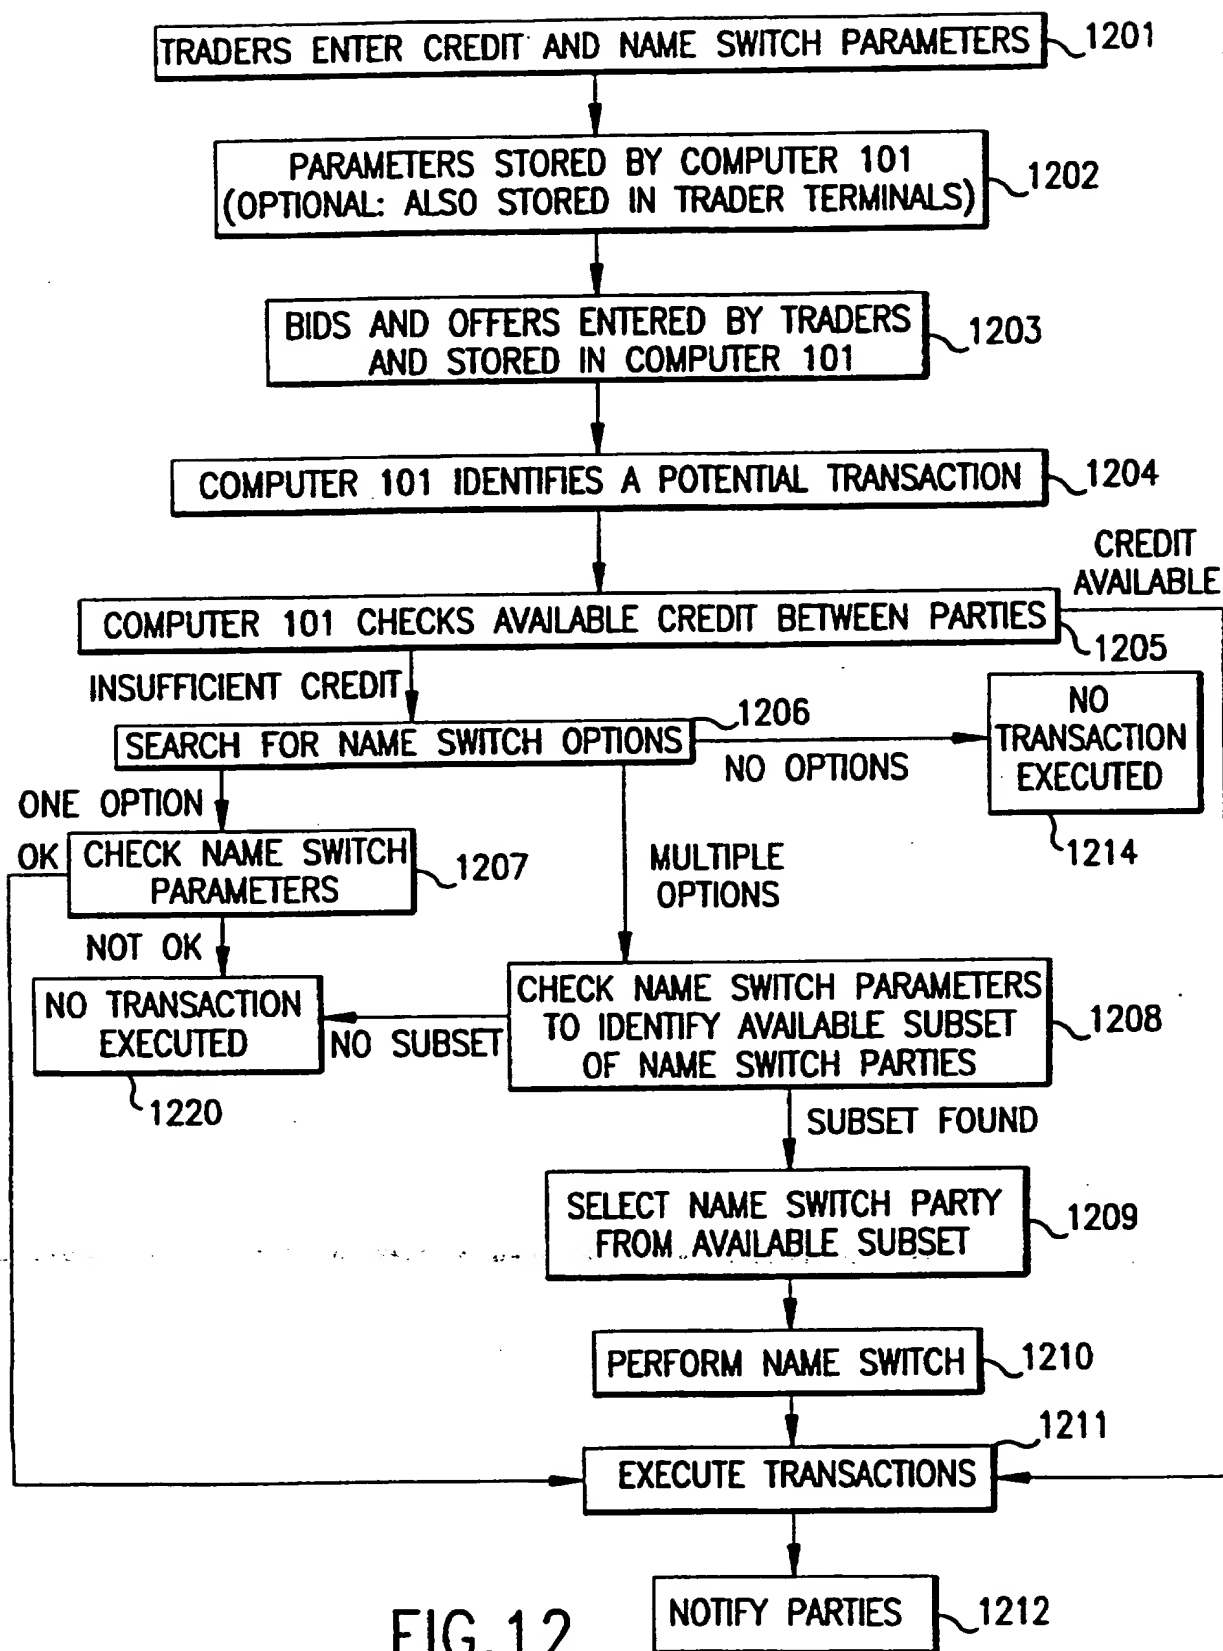 TRADERS ENTER CREDIT AND NAME SWITCH PARAMETERS
1201
PARAMETERS STORED BY COMPUTER 101
(OPTIONAL: ALSO STORED IN TRADER TERMINALS)
1202
BIDS AND OFFERS ENTERED BY TRADERS
AND STORED IN COMPUTER 101
1203
COMPUTER 101 IDENTIFIES A POTENTIAL TRANSACTION
1204
CREDIT
AVAILABLE
COMPUTER 101 CHECKS AVAILABLE CREDIT BETWEEN PARTIES
1205
INSUFFICIENT CREDIT
SEARCH FOR NAME SWITCH OPTIONS
1206
NO OPTIONS
NO
TRANSACTION
EXECUTED
1214
ONE OPTION
OK
CHECK NAME SWITCH
PARAMETERS
1207
MULTIPLE
OPTIONS
NOT OK
NO TRANSACTION
EXECUTED
1220
NO SUBSET
CHECK NAME SWITCH PARAMETERS
TO IDENTIFY AVAILABLE SUBSET
OF NAME SWITCH PARTIES
1208
SUBSET FOUND
SELECT NAME SWITCH PARTY
FROM AVAILABLE SUBSET
1209
PERFORM NAME SWITCH
1210
EXECUTE TRANSACTIONS
1211
NOTIFY PARTIES
1212
FIG.12